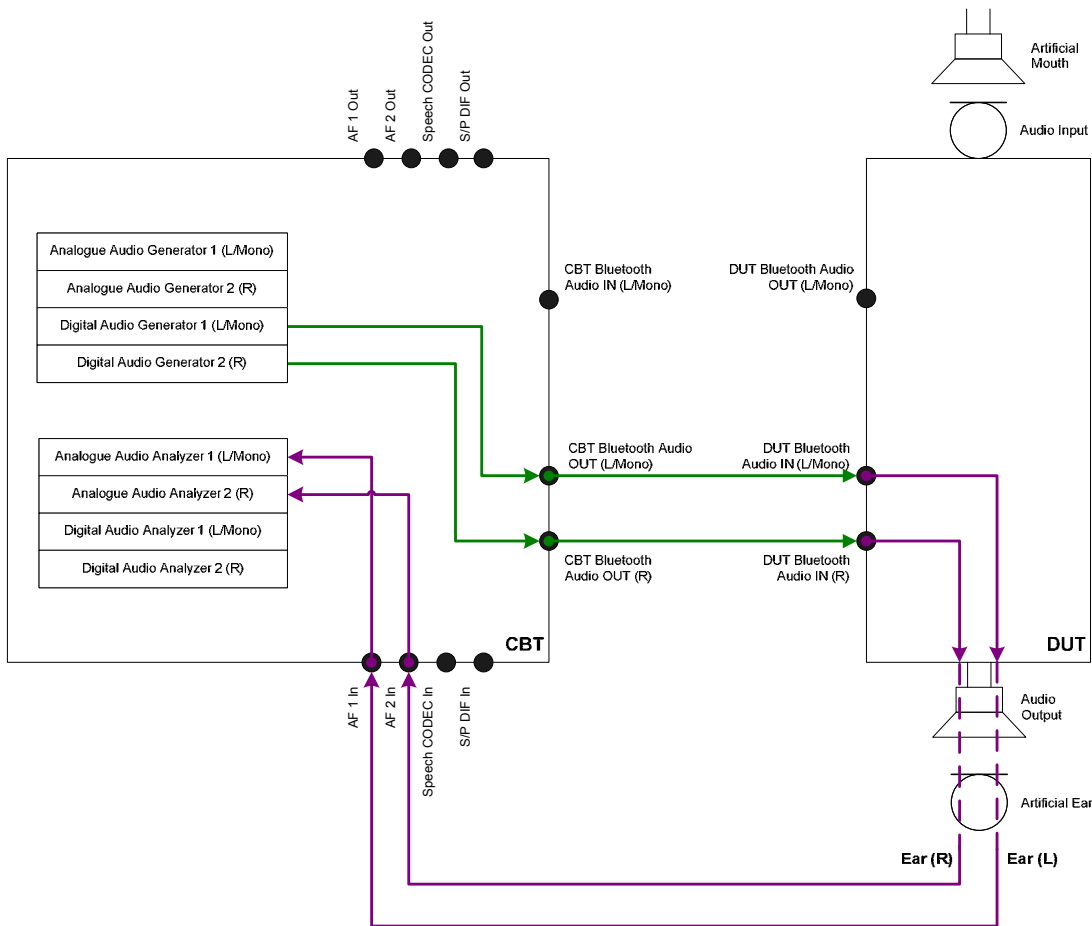 AF 1 Out
AF 2 Out
Speech CODEC Out
S/P DIF Out
Artificial
Mouth
Audio Input
Analogue Audio Generator 1 (L/Mono)
Analogue Audio Generator 2 (R)
Digital Audio Generator 1 (L/Mono)
Digital Audio Generator 2 (R)
CBT Bluetooth
Audio IN (L/Mono)
DUT Bluetooth Audio
OUT (L/Mono)
Analogue Audio Analyzer 1 (L/Mono)
Analogue Audio Analyzer 2 (R)
Digital Audio Analyzer 1 (L/Mono)
Digital Audio Analyzer 2 (R)
CBT Bluetooth Audio
OUT (L/Mono)
DUT Bluetooth
Audio IN (L/Mono)
CBT Bluetooth
Audio OUT (R)
DUT Bluetooth
Audio IN (R)
CBT
DUT
AF 1 In
AF 2 In
Speech CODEC In
S/P DIF In
Audio
Output
Artificial Ear
Ear (R)
Ear (L)